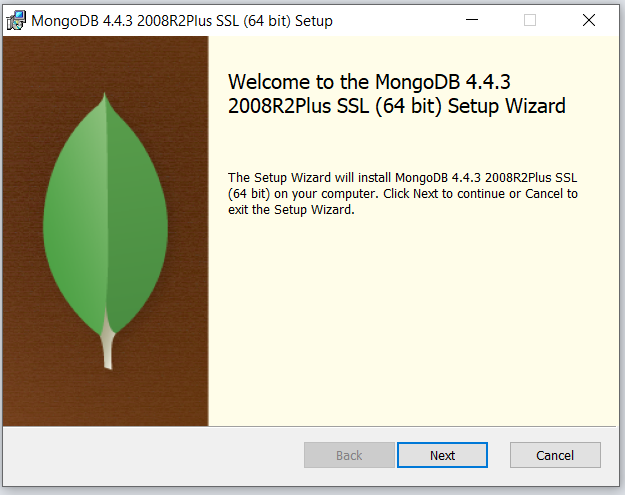 MongoDB 4.4.3 2008R2Plus SSL (64 bit) Setup
Welcome to the MongoDB 4.4.3
2008R2Plus SSL (64 bit) Setup Wizard
The Setup Wizard will install MongoDB 4.4.3 2008R2Plus SSL
(64 bit) on your computer. Click Next to continue or Cancel to
exit the Setup Wizard.
Back Next Cancel